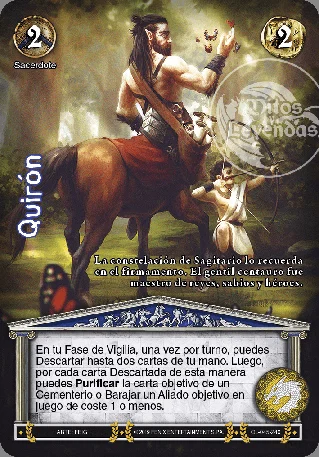 2
2
Sacerdote
Mitos
y
Leyendas
Quirón
La constelación de Sagitario lo recuerda
en el firmamento. El gentil centauro fue
maestro de reyes, sabios y héroes.
En tu Fase de Vigilia, una vez por turno, puedes
Descartar hasta dos cartas de tu mano. Luego,
por cada carta Descartada de esta manera
puedes Purificar la carta objetivo de un
Cementerio o Barajar un Aliado objetivo en
juego de coste 1 o menos.